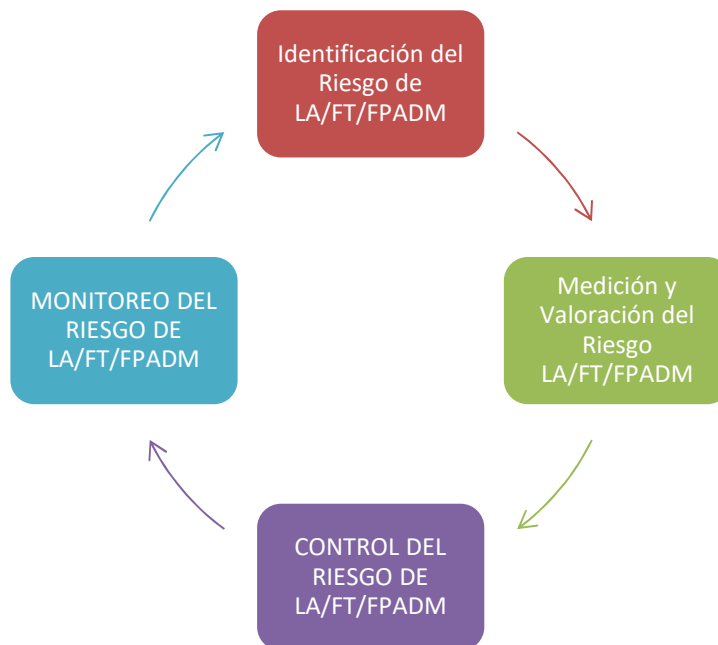 Identificación del
Riesgo de
LA/FT/FPADM
Medición y
Valoración del
Riesgo
LA/FT/FPADM
CONTROL DEL
RIESGO DE
LA/FT/FPADM
MONITOREO DEL
RIESGO DE
LA/FT/FPADM